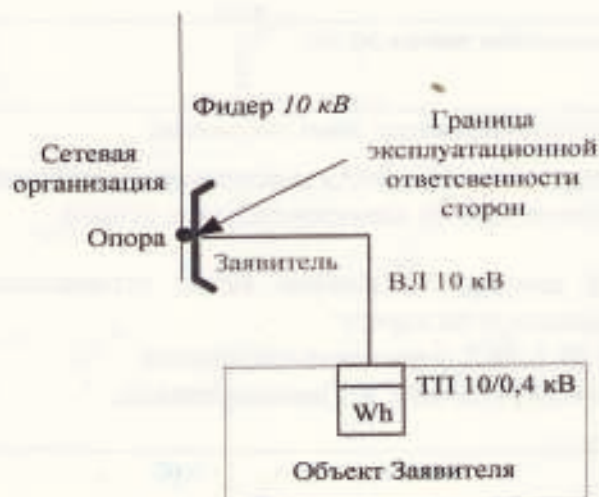 Фидер 10 кВ
Граница
эксплуатационной
ответсвенности
сторон
Сетевая
организация
Опора
Заявитель
ВЛ 10 кВ
ТП 10/0,4 кВ
Wh
Объект Заявителя